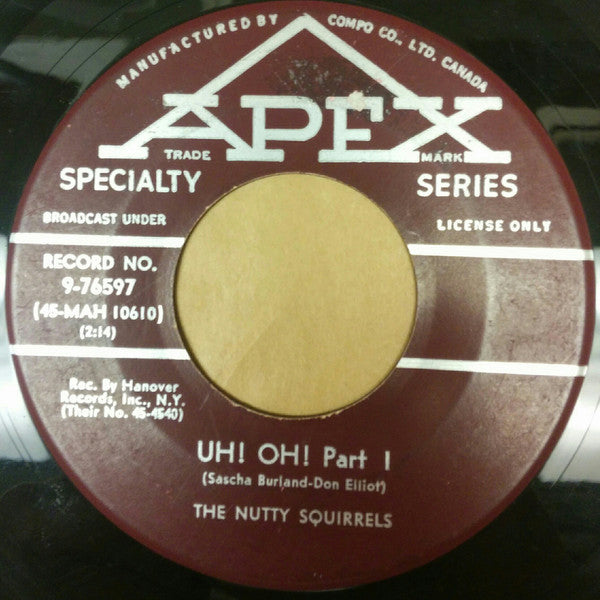 MANUFACTURED BY COMPO CO., LTD. CANADA
APEX
TRADE MARK
SPECIALTY SERIES
BROADCAST UNDER LICENSE ONLY
RECORD NO.
9-76597
(45-MAH 10610)
(2:14)
Rec. By Hanover
Records, Inc., N.Y.
(Their No. 45-4540)
UH! OH! Part 1
(Sascha Burland-Don Elliot)
THE NUTTY SQUIRRELS